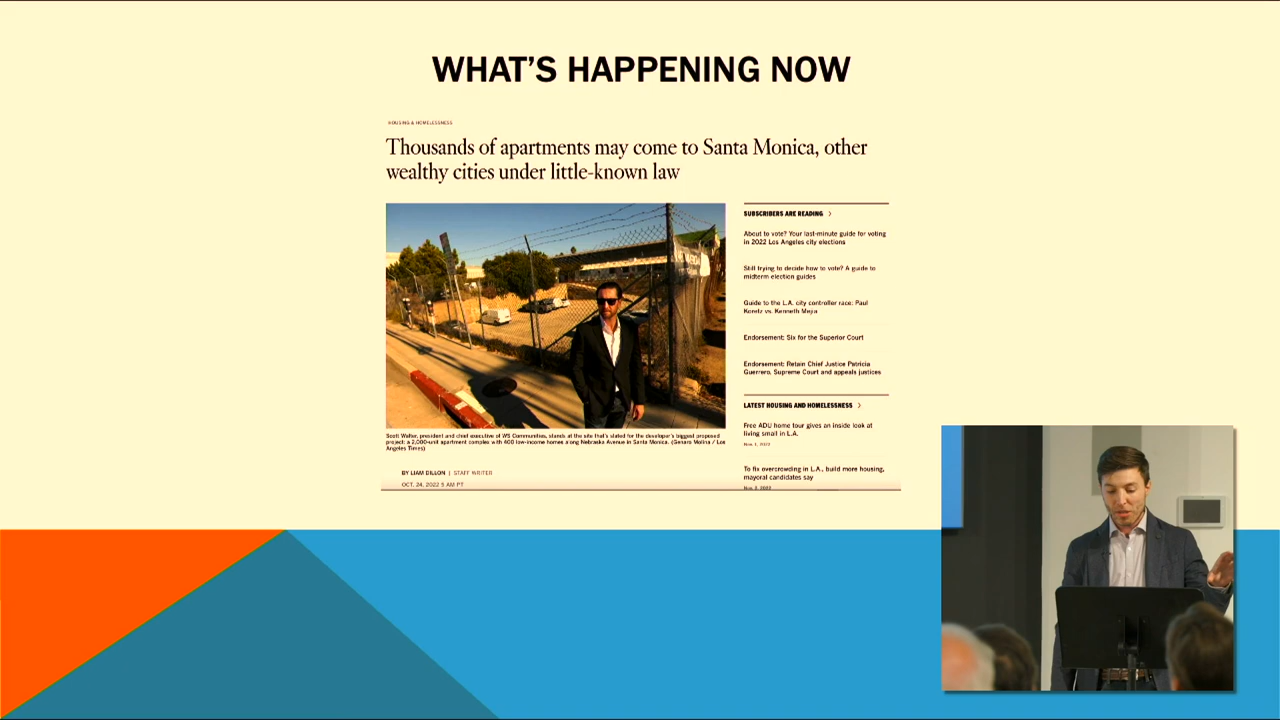 WHAT'S HAPPENING NOW
HOUSING & HOMELESSNESS
Thousands of apartments may come to Santa Monica, other
wealthy cities under little-known law
SUBSCRIBERS ARE READING >
About to vote? Your last-minute guide for voting
in 2022 Los Angeles city elections
Still trying to decide how to vote? A guide to
midterm election guides
Guide to the L.A. city controller race: Paul
Koretz vs. Kenneth Mejia
Endorsement: Six for the Superior Court
Endorsement: Retain Chief Justice Patricia
Guerrero, Supreme Court and appeals justices
LATEST HOUSING AND HOMELESSNESS >
Free ADU home tour gives an inside look at
living small in L.A.
Nov. 1, 2022
To fix overcrowding in L.A., build more housing,
mayoral candidates say
Nov. 2, 2022
Scott Walter, president and chief executive of WS Communities, stands at the site that's slated for the developer's biggest proposed
project: a 2,000-unit apartment complex with 400 low-income homes along Nebraska Avenue in Santa Monica. (Genaro Molina / Los
Angeles Times)
BY LIAM DILLON | STAFF WRITER
OCT. 24, 2022 5 AM PT